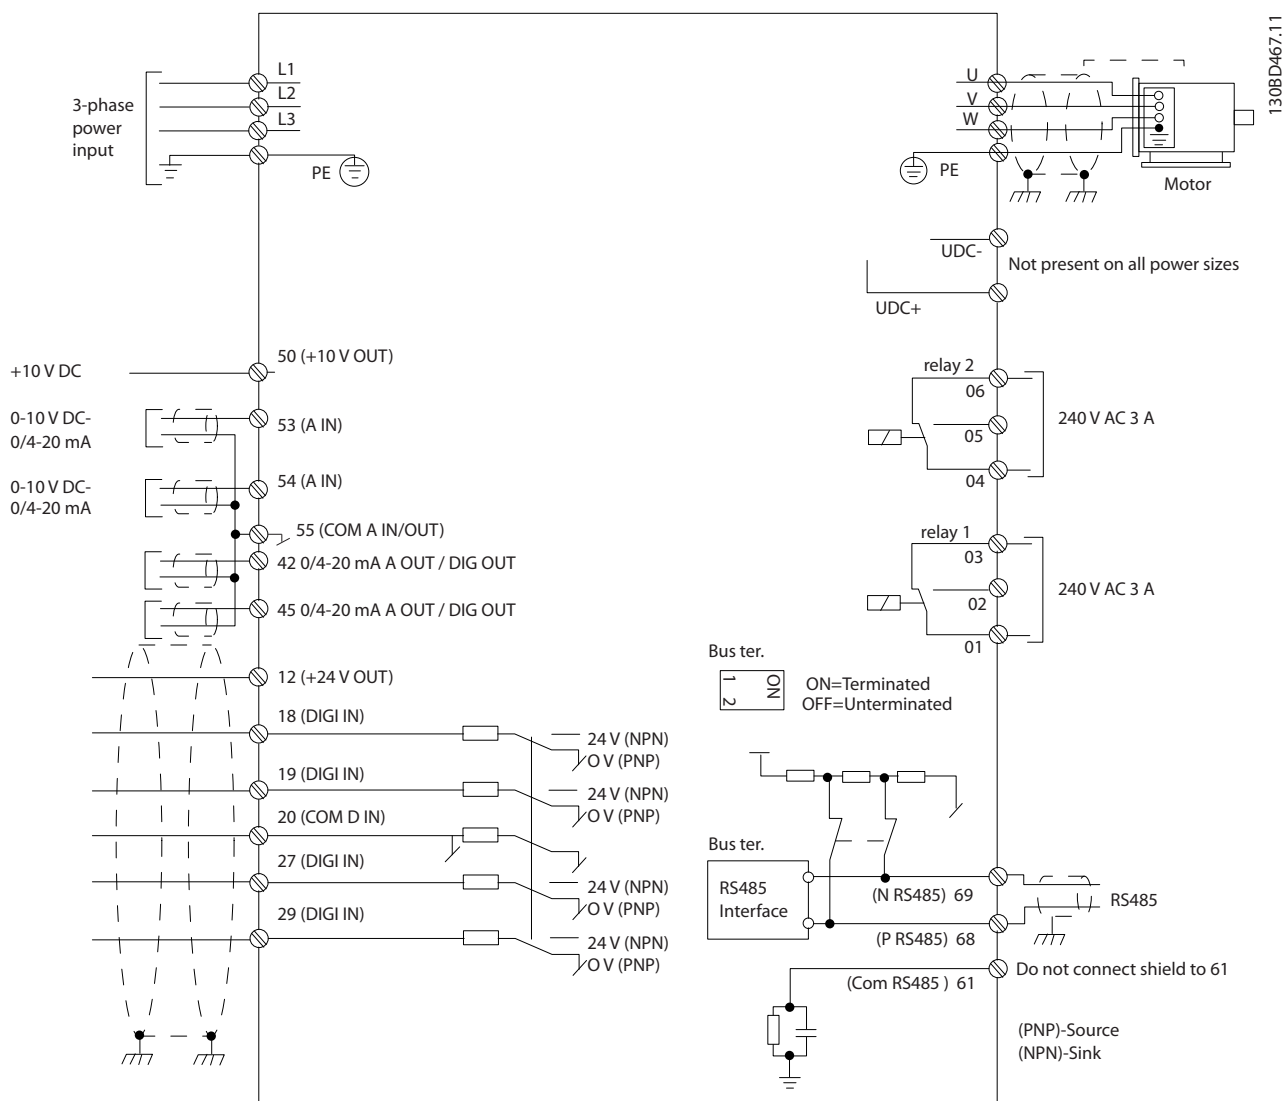 130BD467.11
3-phase
power
input
L1
L2
L3
PE
U
V
W
PE
Motor
UDC-
Not present on all power sizes
UDC+
+10 V DC
50 (+10 V OUT)
0-10 V DC-
0/4-20 mA
53 (A IN)
0-10 V DC-
0/4-20 mA
54 (A IN)
55 (COM A IN/OUT)
42 0/4-20 mA A OUT / DIG OUT
45 0/4-20 mA A OUT / DIG OUT
12 (+24 V OUT)
18 (DIGI IN)
24 V (NPN)
O V (PNP)
19 (DIGI IN)
24 V (NPN)
O V (PNP)
20 (COM D IN)
27 (DIGI IN)
24 V (NPN)
O V (PNP)
29 (DIGI IN)
24 V (NPN)
O V (PNP)
relay 2
06
05
04
240 V AC 3 A
relay 1
03
02
01
240 V AC 3 A
Bus ter.
1
2
ON
ON=Terminated
OFF=Unterminated
Bus ter.
RS485
Interface
(N RS485) 69
RS485
(P RS485) 68
(Com RS485 ) 61
Do not connect shield to 61
(PNP)-Source
(NPN)-Sink